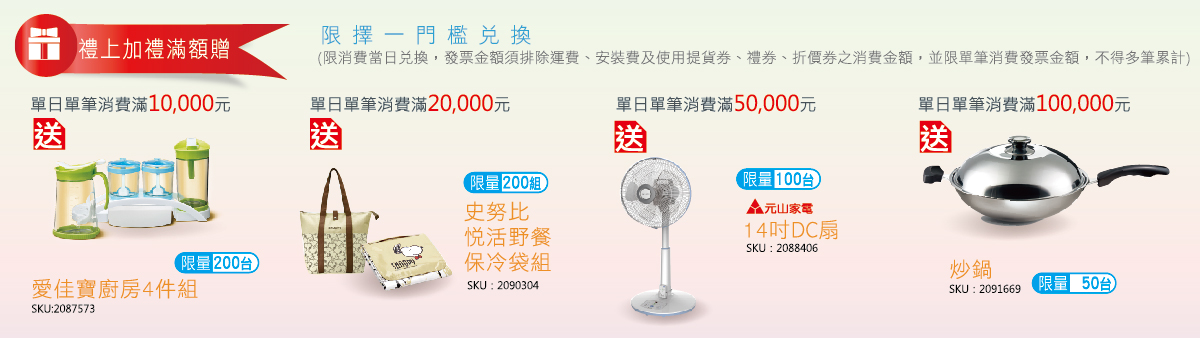 禮上加禮滿額贈
限擇一門檻兌換
(限消費當日兌換，發票金額須排除運費、安裝費及使用提貨券、禮券、折價券之消費金額，並限單筆消費發票金額，不得多筆累計)
單日單筆消費滿10,000元
送
限量200台
愛佳寶廚房4件組
SKU:2087573
單日單筆消費滿20,000元
送
限量200組
史努比
悦活野餐
保冷袋組
SKU：2090304
單日單筆消費滿50,000元
送
限量100台
元山家電
14吋DC扇
SKU：2088406
單日單筆消費滿100,000元
送
炒鍋
SKU：2091669
限量 50台